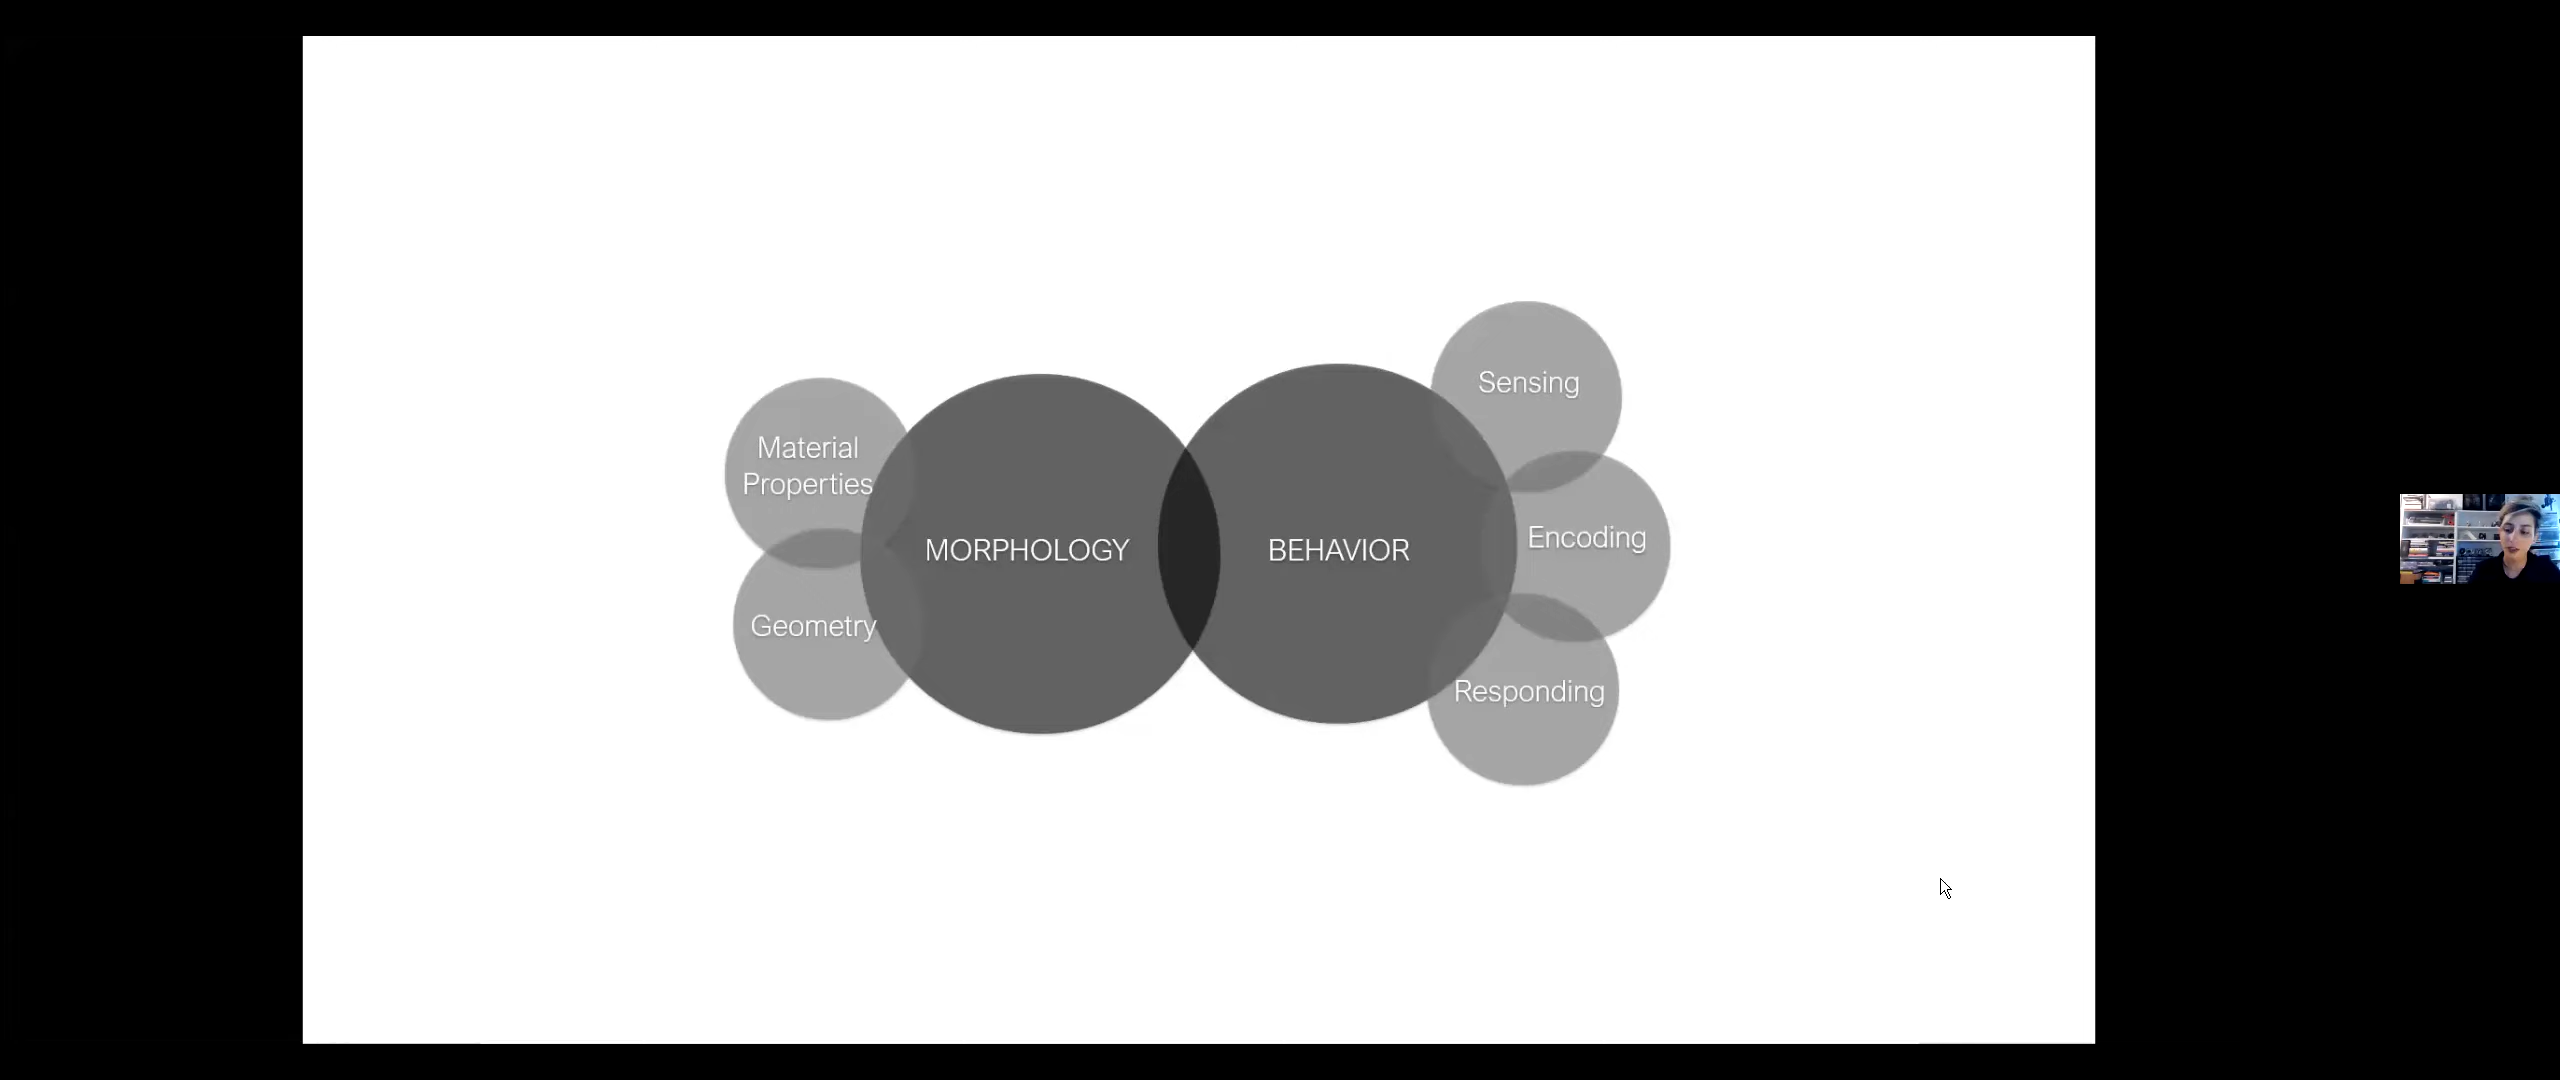 Material
Properties
Geometry
MORPHOLOGY
BEHAVIOR
Sensing
Encoding
Responding